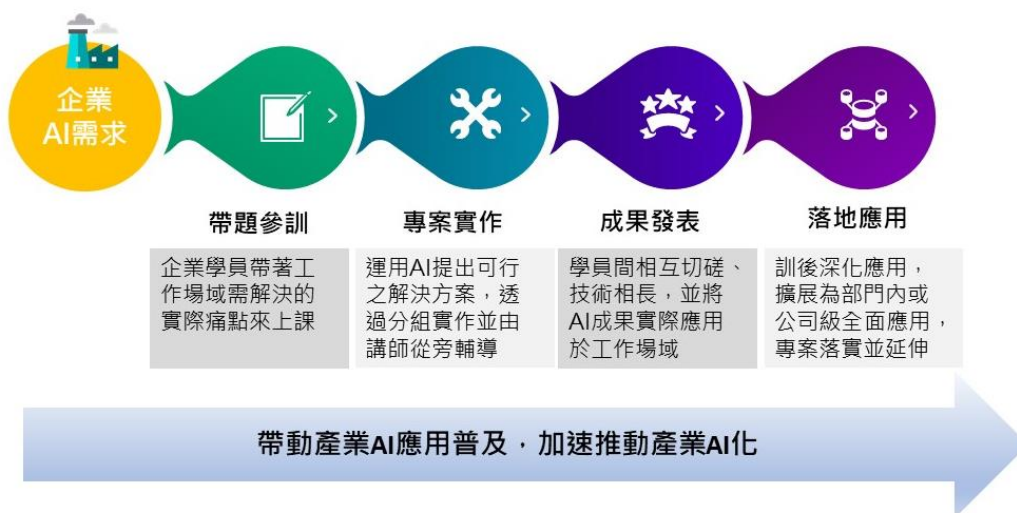 企業
AI需求
帶題參訓
企業學員帶著工
作場域需解決的
實際痛點來上課
專案實作
運用AI提出可行
之解決方案，透
過分組實作並由
講師從旁輔導
成果發表
學員間相互切磋、
技術相長，並將
AI成果實際應用
於工作場域
落地應用
訓後深化應用，
擴展為部門內或
公司級全面應用，
專案落實並延伸
帶動產業AI應用普及，加速推動產業AI化